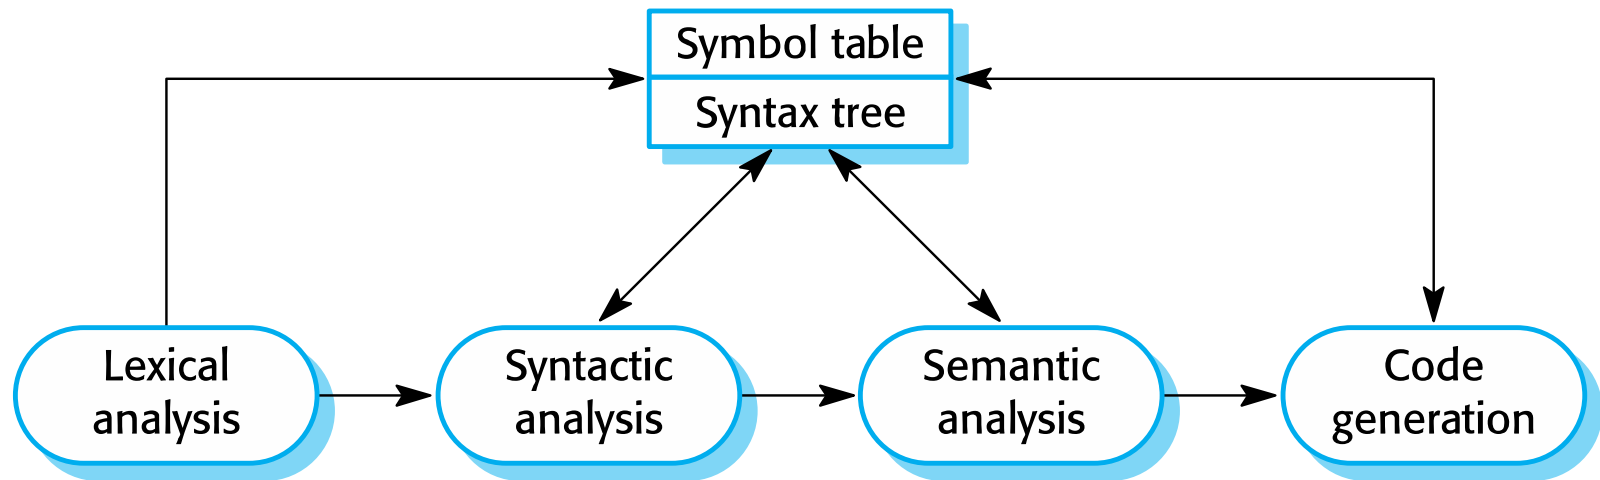 Symbol table
Syntax tree
Lexical
analysis
Syntactic
analysis
Semantic
analysis
Code
generation